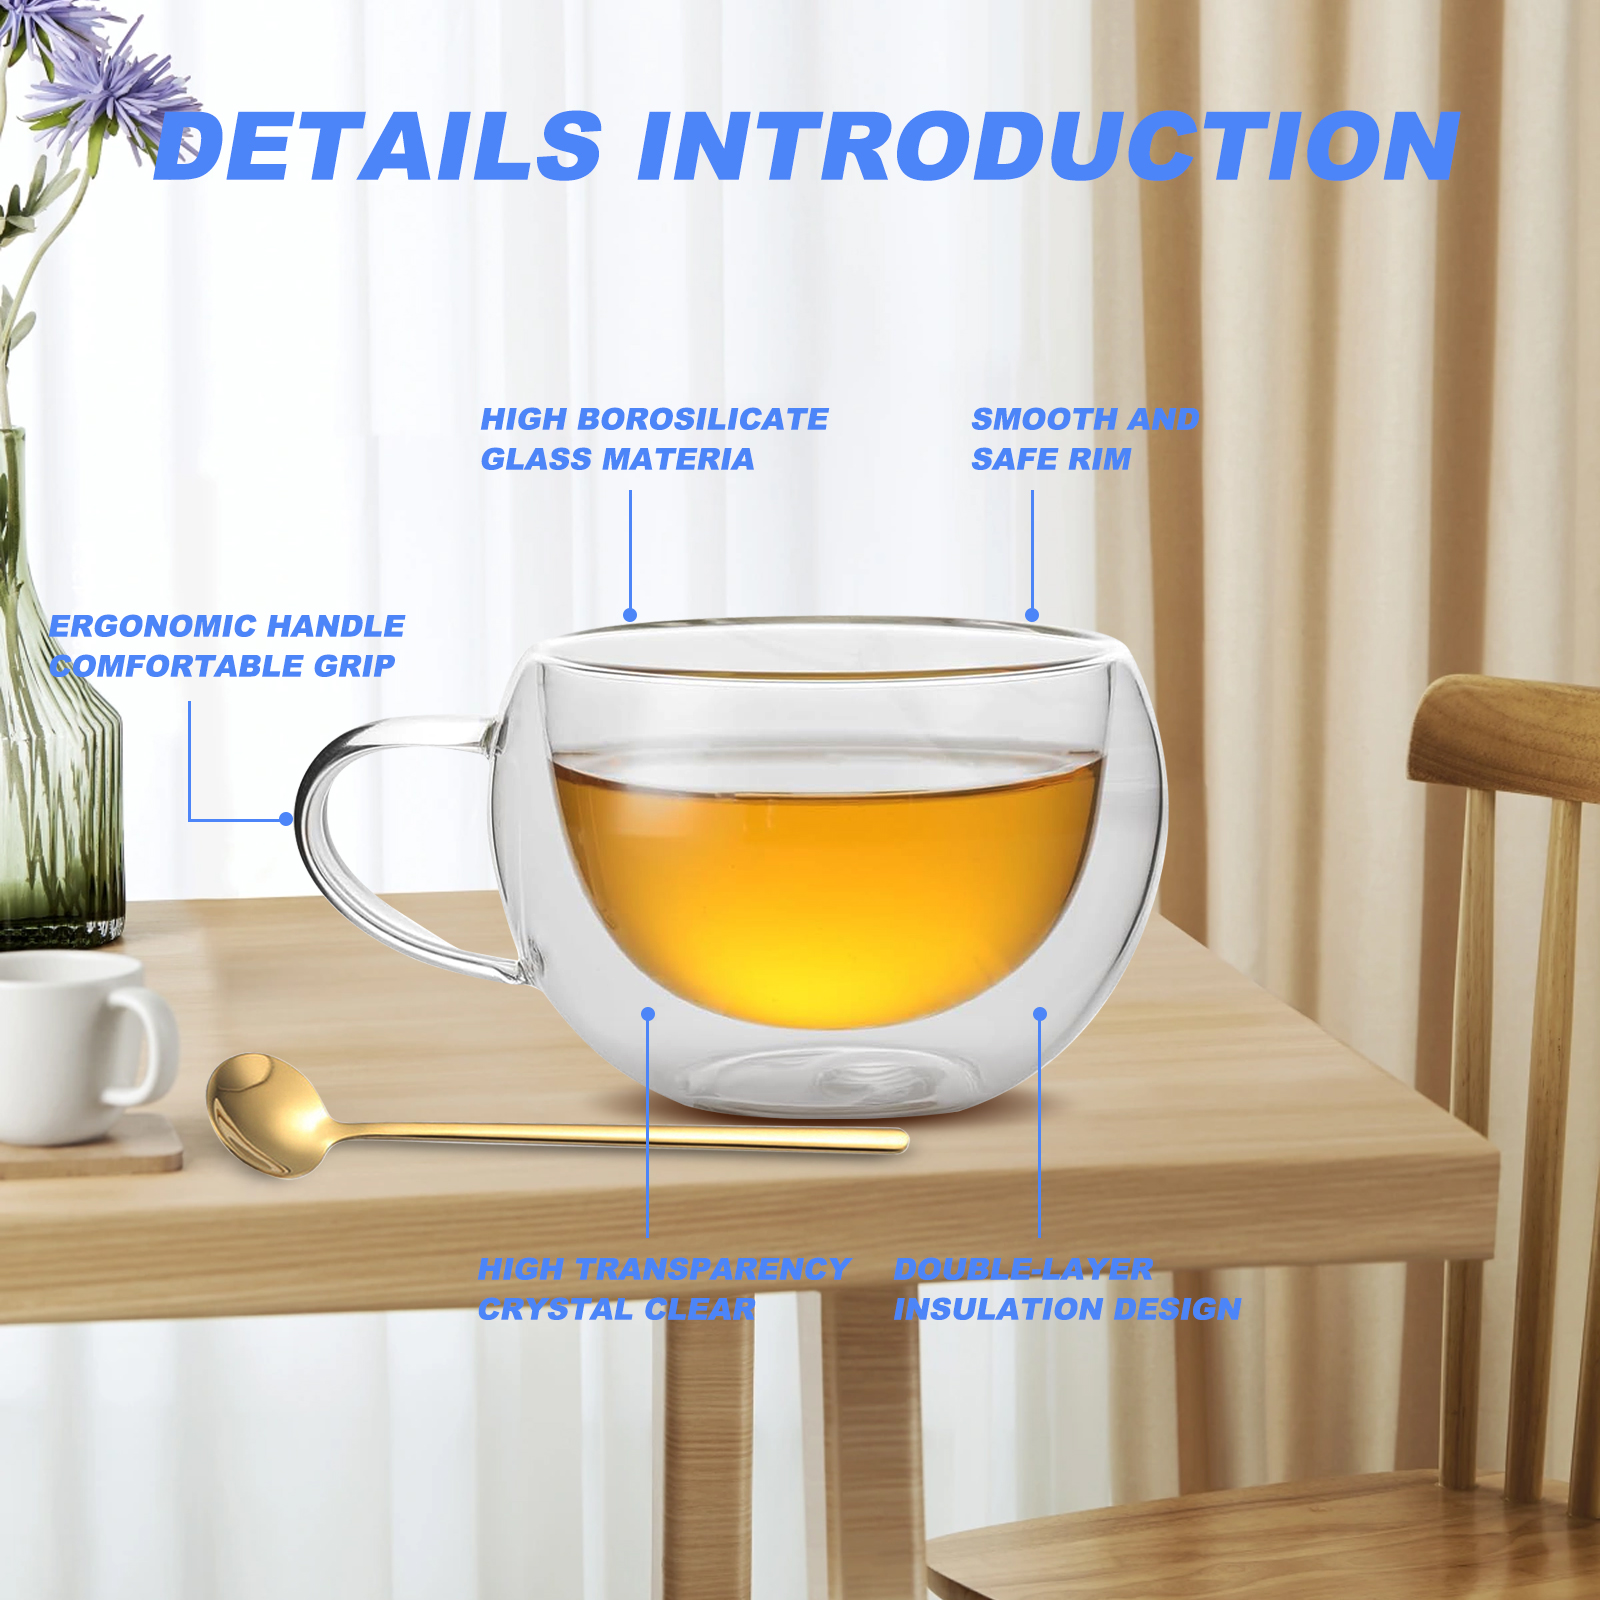 DETAILS INTRODUCTION
HIGH BOROSILICATE
GLASS MATERIA
SMOOTH AND
SAFE RIM
ERGONOMIC HANDLE
COMFORTABLE GRIP
HIGH TRANSPARENCY
CRYSTAL CLEAR
DOUBLE-LAYER
INSULATION DESIGN